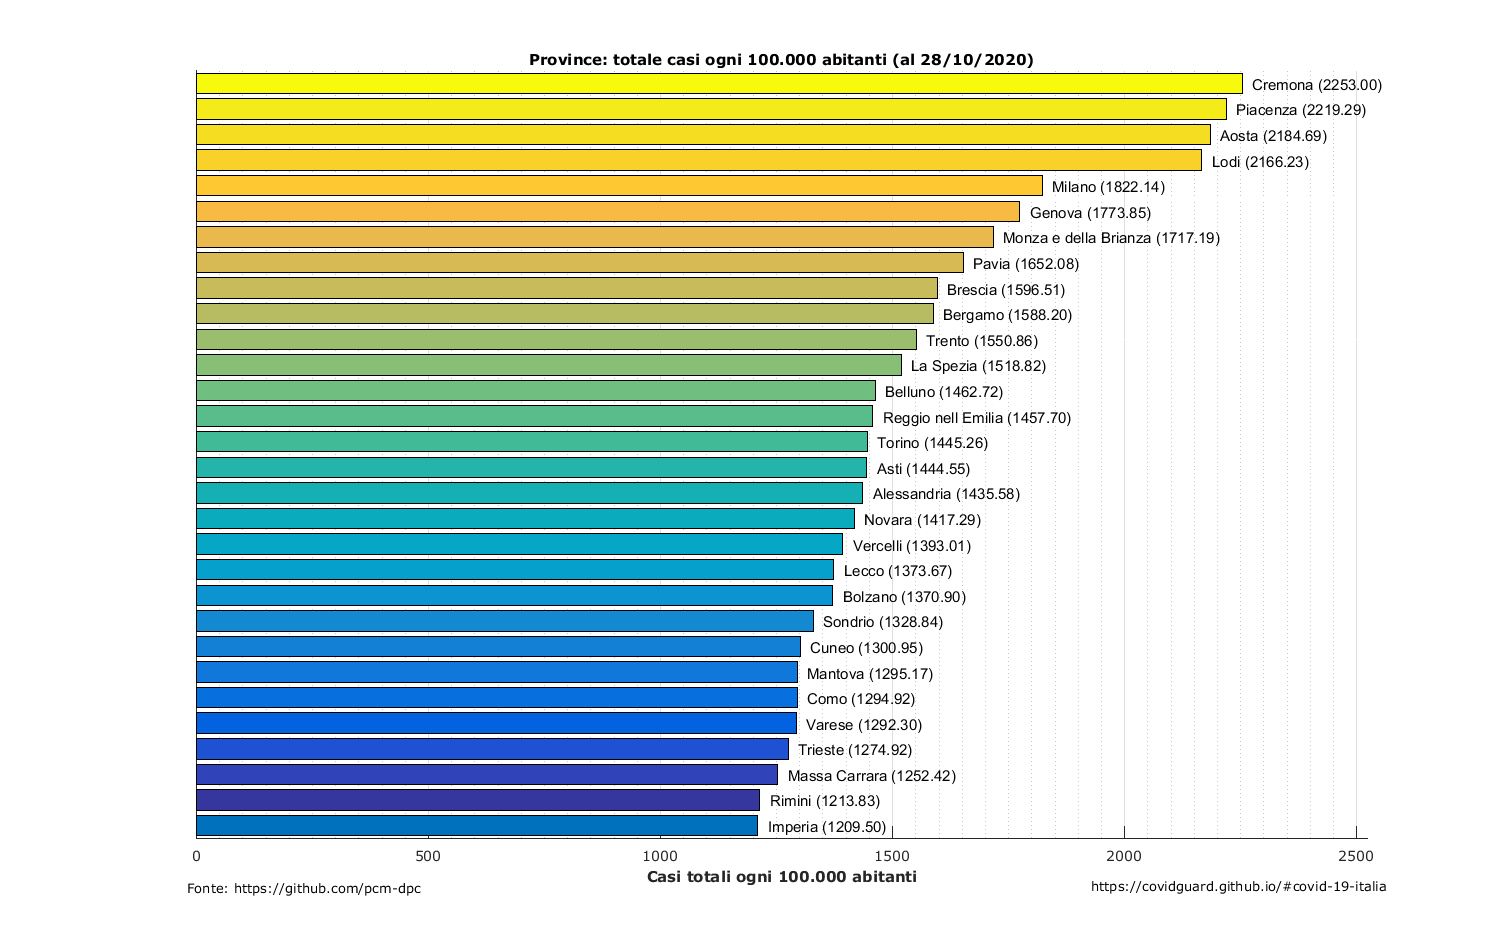 Province: totale casi ogni 100.000 abitanti (al 28/10/2020)
Cremona (2253.00)
Piacenza (2219.29)
Aosta (2184.69)
Lodi (2166.23)
Milano (1822.14)
Genova (1773.85)
Monza e della Brianza (1717.19)
Pavia (1652.08)
Brescia (1596.51)
Bergamo (1588.20)
Trento (1550.86)
La Spezia (1518.82)
Belluno (1462.72)
Reggio nell Emilia (1457.70)
Torino (1445.26)
Asti (1444.55)
Alessandria (1435.58)
Novara (1417.29)
Vercelli (1393.01)
Lecco (1373.67)
Bolzano (1370.90)
Sondrio (1328.84)
Cuneo (1300.95)
Mantova (1295.17)
Como (1294.92)
Varese (1292.30)
Trieste (1274.92)
Massa Carrara (1252.42)
Rimini (1213.83)
Imperia (1209.50)
0 500 1000 1500 2000 2500
Casi totali ogni 100.000 abitanti
Fonte: https://github.com/pcm-dpc
https://covidguard.github.io/#covid-19-italia